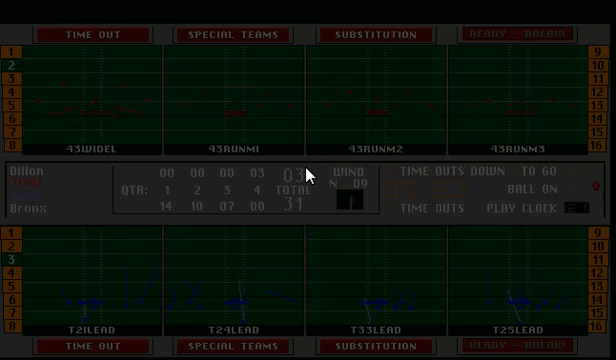 TIME OUT SPECIAL TEAMS SUBSTITUTION READY - BREAK!
1 9
2 10
3 11
4 12
5 13
6 14
7 15
8 16
43WIDEL 43RUNM1 43RUNM2 43RUNM3
Dillon 00 00 00 03 03 WIND TIME OUTS DOWN TO GO
N 09
QTR: 1 2 3 4 TOTAL BALL ON
Bronx 14 10 07 00 31 TIME OUTS PLAY CLOCK
1 9
2 10
3 11
4 12
5 13
6 14
7 15
8 16
T21LEAD T24LEAD T33LEAD T25LEAD
TIME OUT SPECIAL TEAMS SUBSTITUTION READY - BREAK!